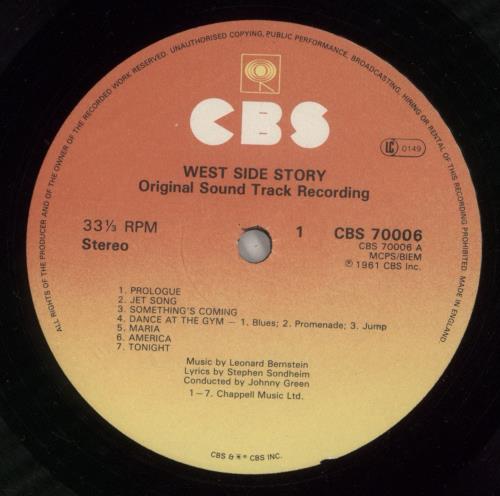 ALL RIGHTS OF THE PRODUCER AND OF THE OWNER OF THE RECORDED WORK RESERVED. UNAUTHORISED COPYING, PUBLIC PERFORMANCE, BROADCASTING, HIRING OR RENTAL OF THIS RECORDING PROHIBITED. MADE IN ENGLAND.
CBS
LC 0149
WEST SIDE STORY
Original Sound Track Recording
33⅓ RPM 1 CBS 70006
Stereo CBS 70006 A
MCPS/BIEM
℗ 1961 CBS Inc.
1. PROLOGUE
2. JET SONG
3. SOMETHING'S COMING
4. DANCE AT THE GYM — 1. Blues; 2. Promenade; 3. Jump
5. MARIA
6. AMERICA
7. TONIGHT
Music by Leonard Bernstein
Lyrics by Stephen Sondheim
Conducted by Johnny Green
1—7. Chappell Music Ltd.
CBS & ® CBS INC.